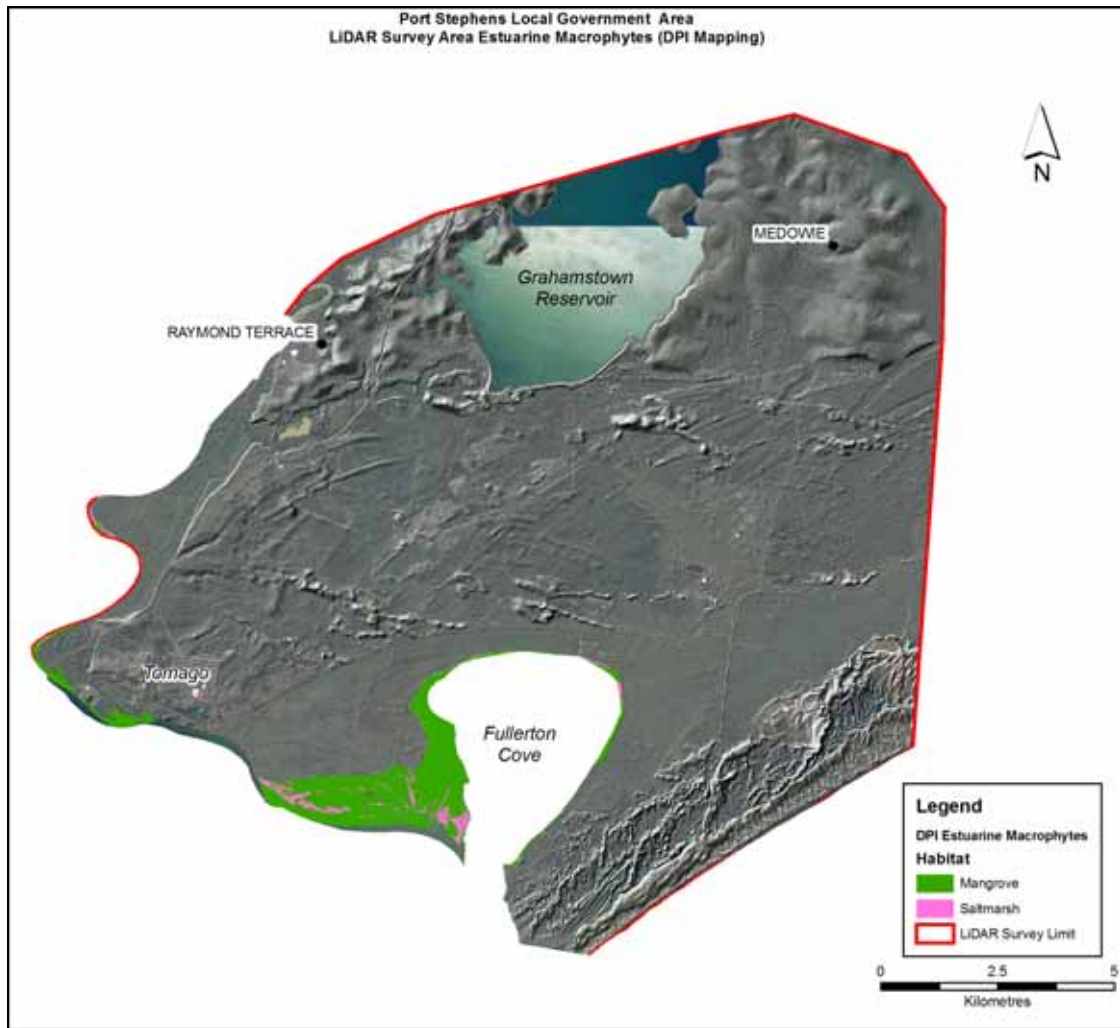 Port Stephens Local Government Area
LiDAR Survey Area Estuarine Macrophytes (DPI Mapping)
N
MEDOWIE
Grahamstown
Reservoir
RAYMOND TERRACE
Tomago
Fullerton
Cove
Legend
DPI Estuarine Macrophytes
Habitat
Mangrove
Saltmarsh
LiDAR Survey Limit
0 2.5 5
Kilometres